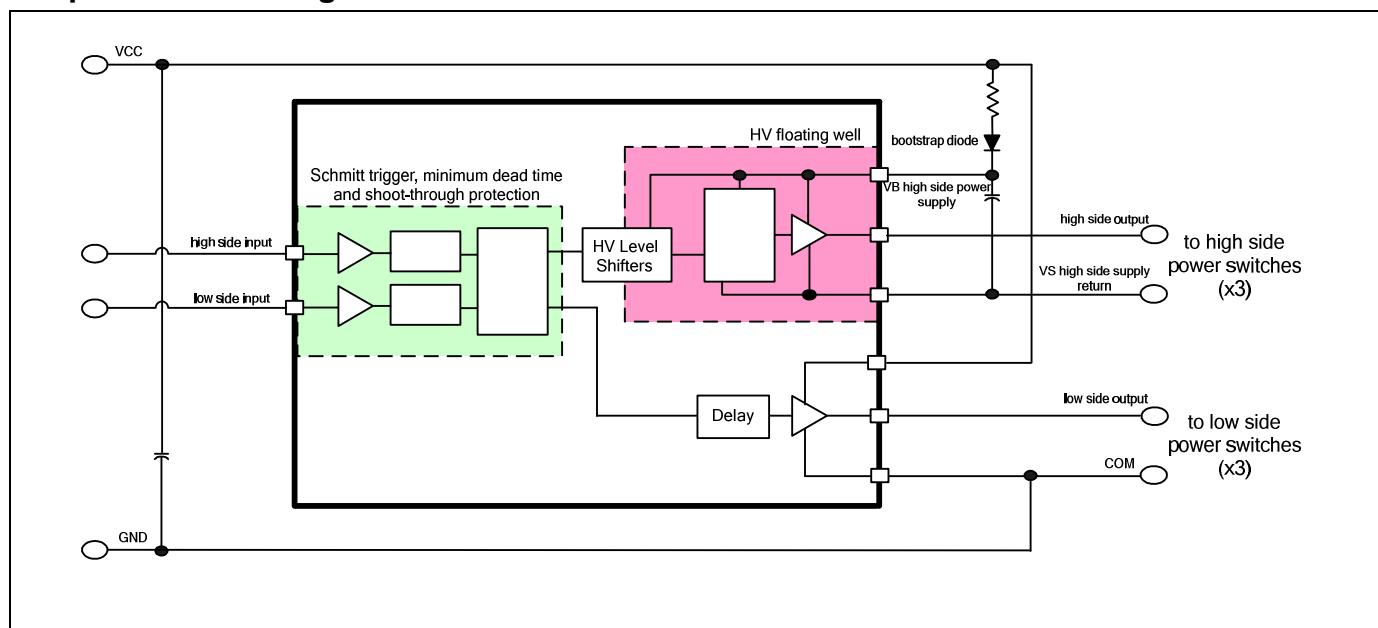 VCC
HV floating well
bootstrap diode
Schmitt trigger, minimum dead time
and shoot-through protection
VB high side power
supply
high side input
HV Level
Shifters
high side output
to high side
power switches
(x3)
low side input
VS high side supply
return
Delay
low side output
to low side
power switches
(x3)
COM
GND